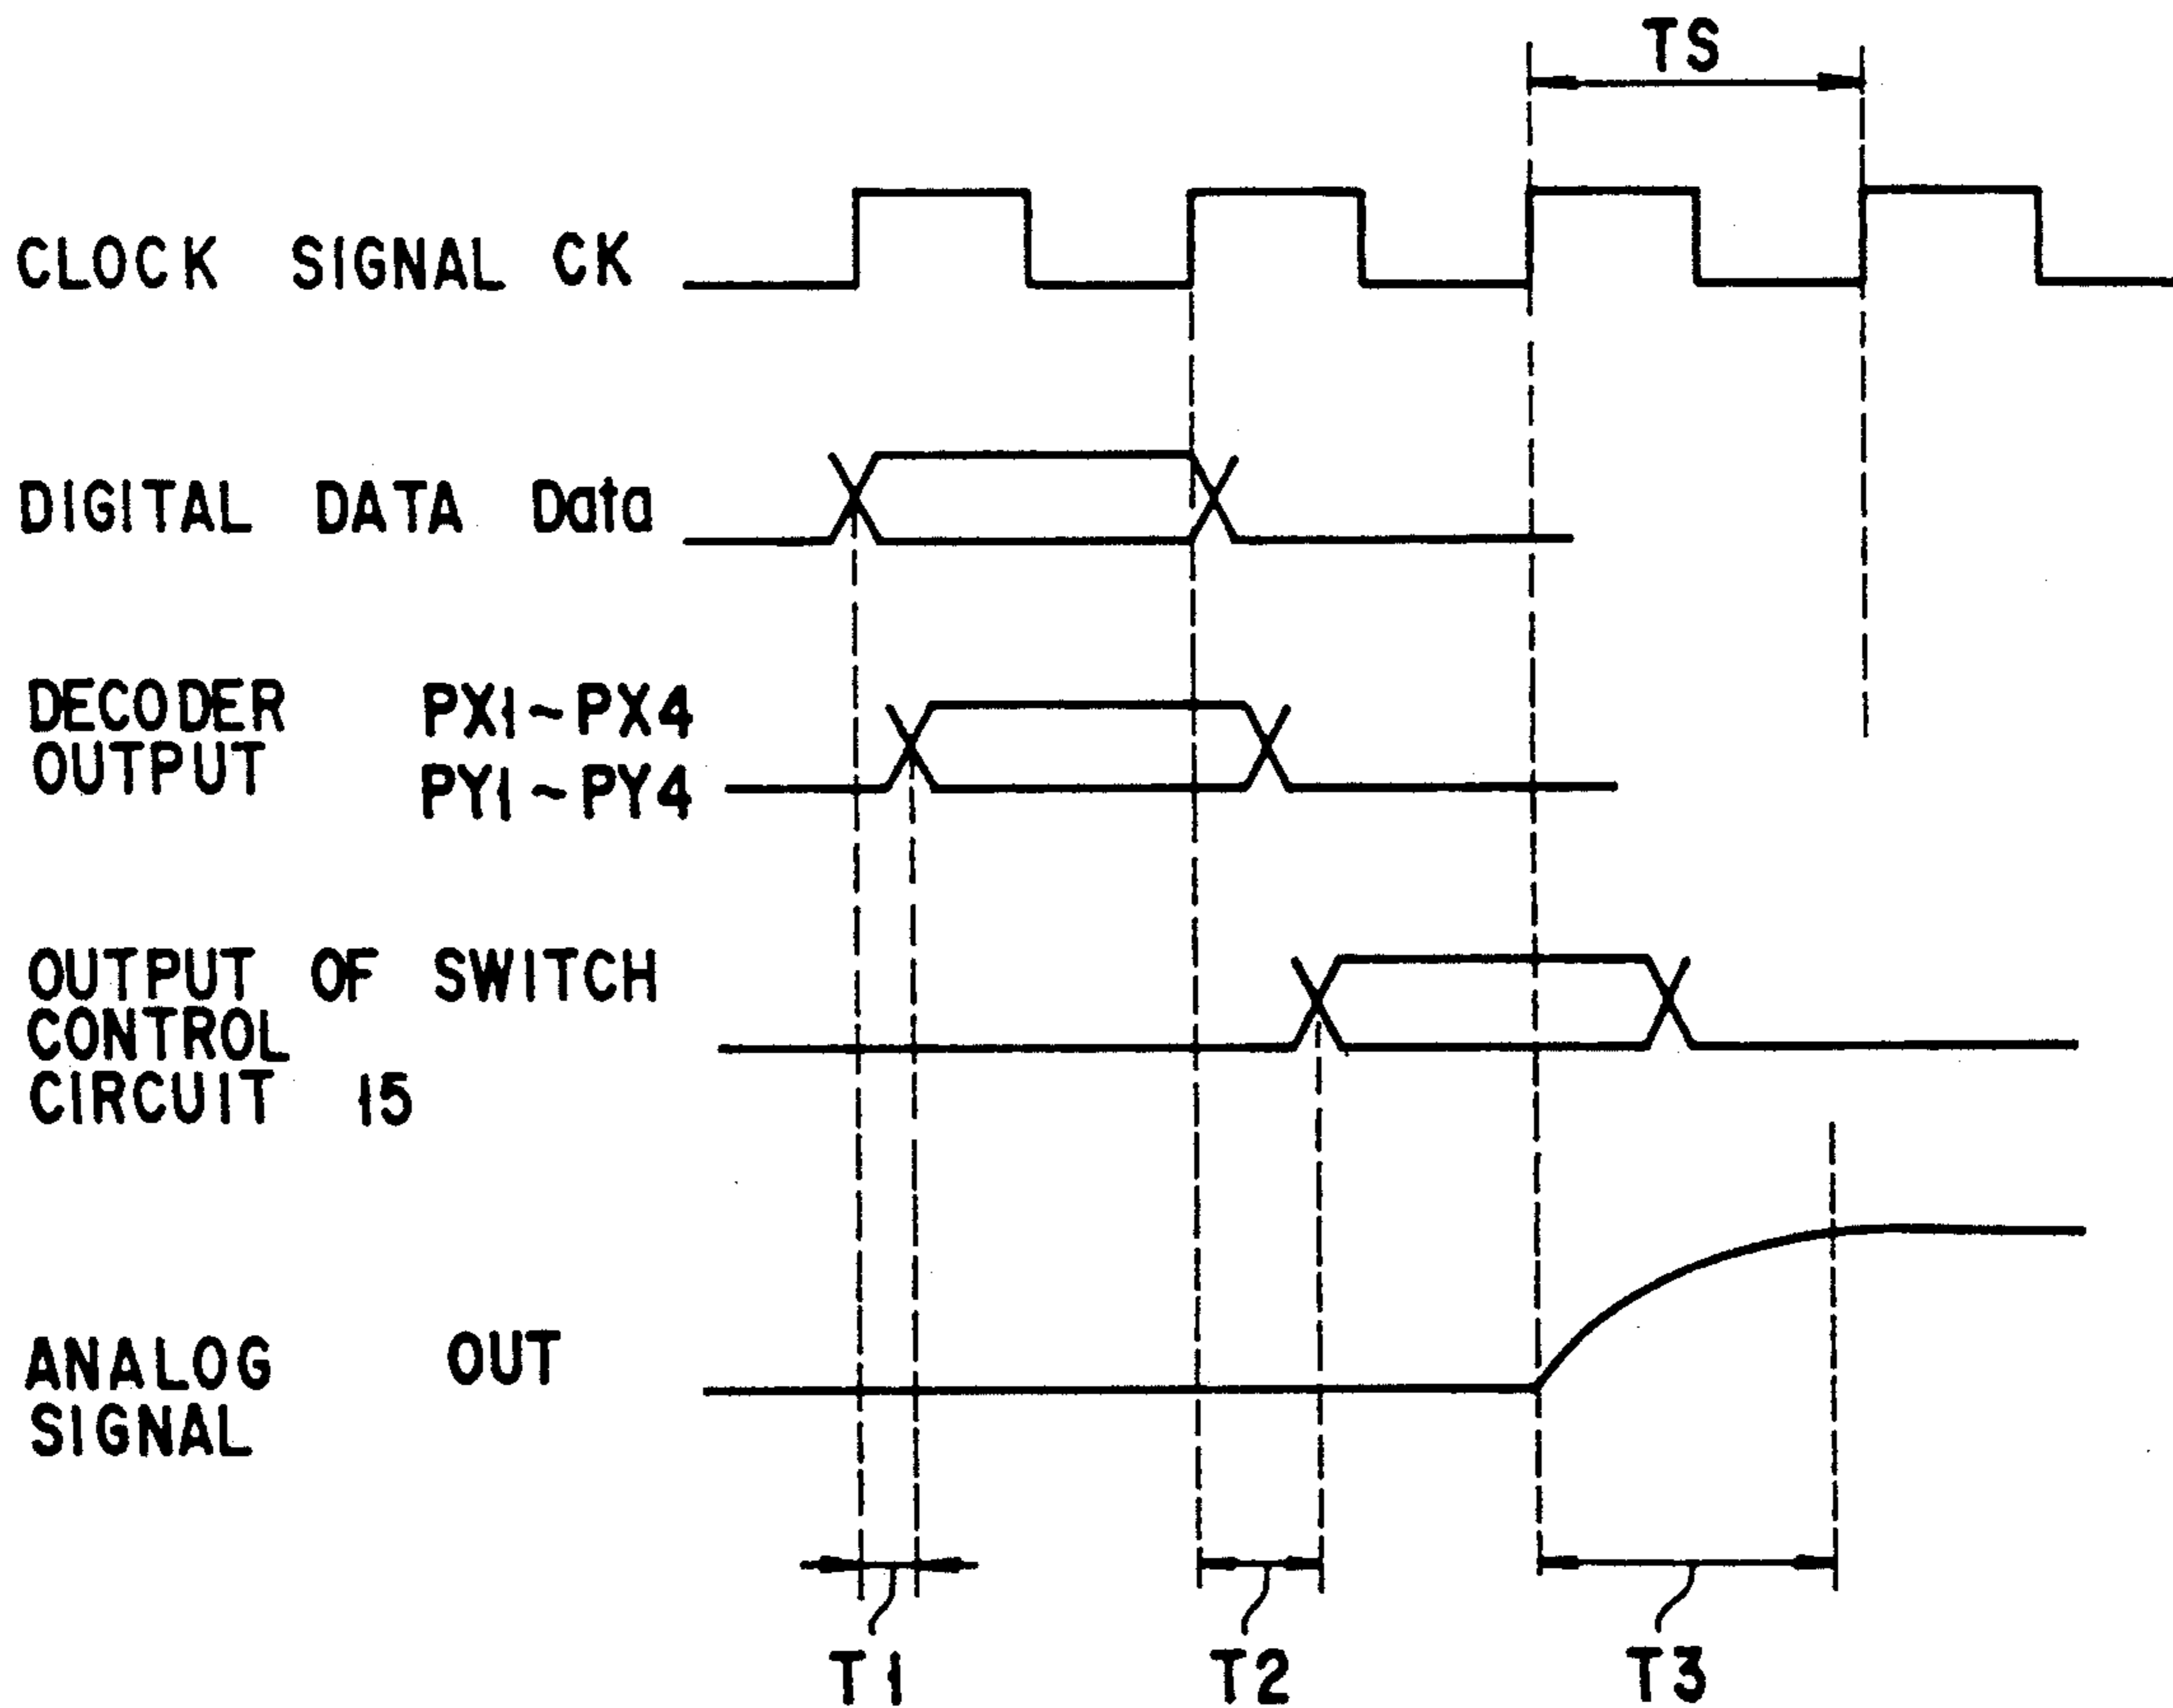 TS
CLOCK SIGNAL CK
DIGITAL DATA Data
DECODER PX1~PX4
OUTPUT PY1~PY4
OUTPUT OF SWITCH
CONTROL
CIRCUIT 15
ANALOG OUT
SIGNAL
T1 T2 T3